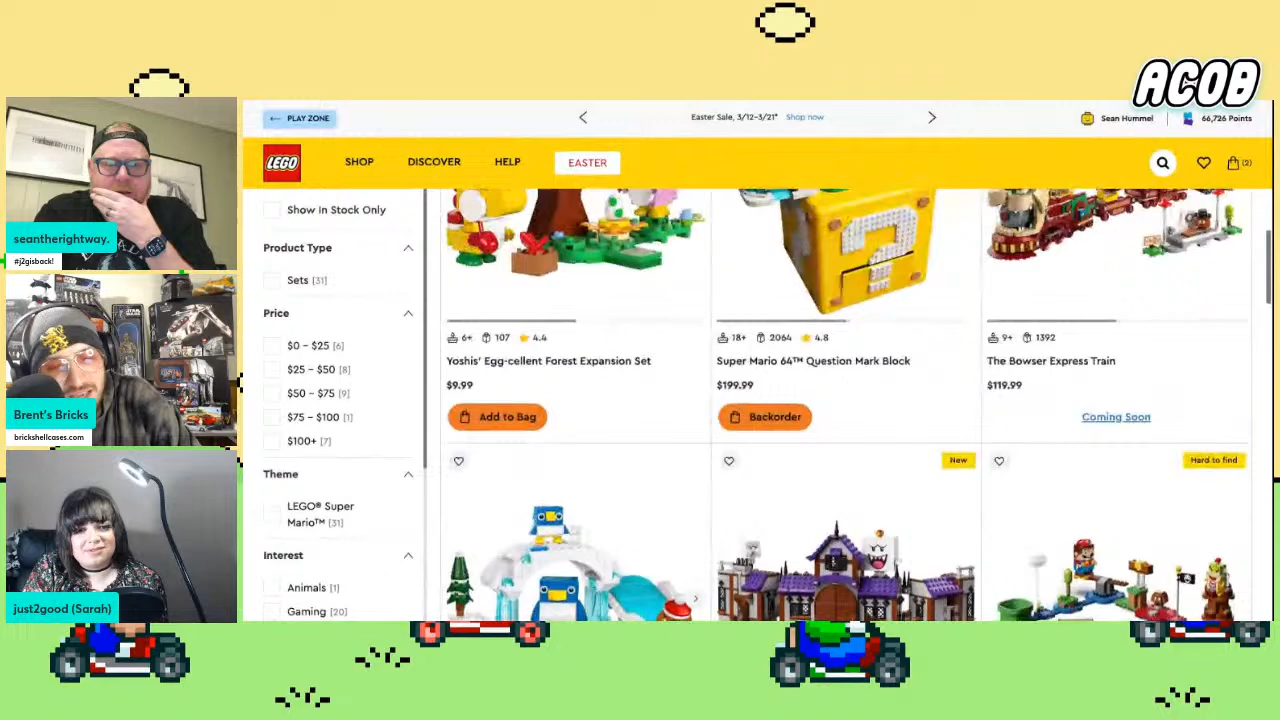 ACOB
← PLAY ZONE
Easter Sale, 3/12-3/21* Shop now
Sean Hummel
66,726 Points
LEGO
SHOP
DISCOVER
HELP
EASTER
(2)
Show In Stock Only
Product Type
Sets [31]
Price
$0 - $25 [6]
$25 - $50 [8]
$50 - $75 [9]
$75 - $100 [1]
$100+ [7]
Theme
LEGO® Super
Mario™ [31]
Interest
Animals [1]
Gaming [20]
6+ 107 4.4
Yoshis' Egg-cellent Forest Expansion Set
$9.99
Add to Bag
18+ 2064 4.8
Super Mario 64™ Question Mark Block
$199.99
Backorder
9+ 1392
The Bowser Express Train
$119.99
Coming Soon
New
Hard to find
seantherightway.
#j2gisback!
Brent's Bricks
brickshellcases.com
just2good (Sarah)